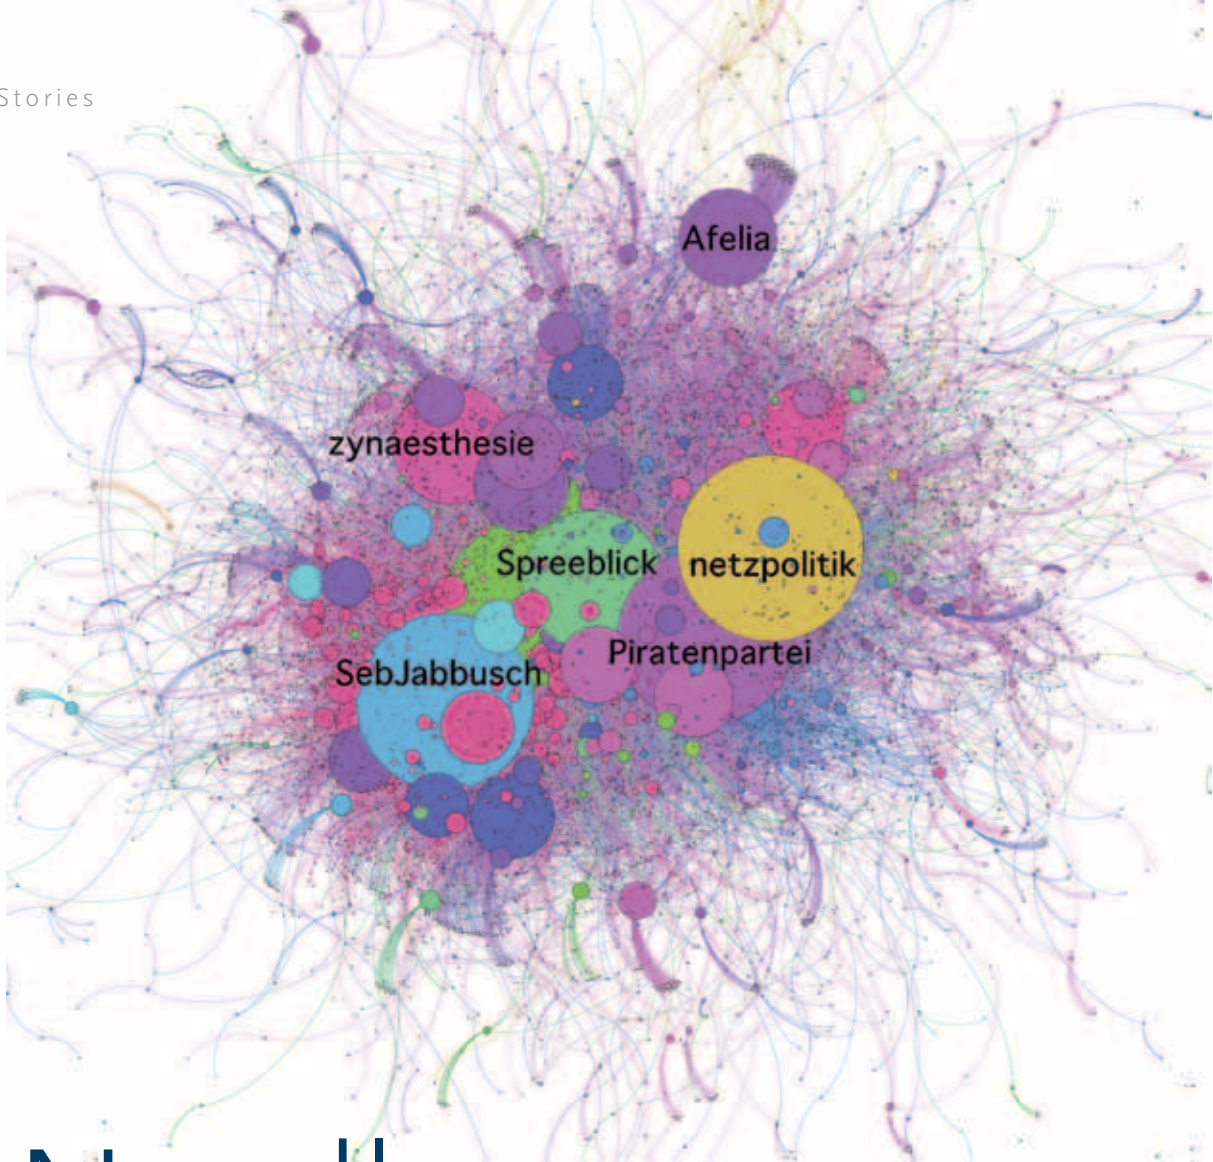 Stories
Afelia
zynaesthesie
Spreeblick
netzpolitik
Piratenpartei
SebJabbusch